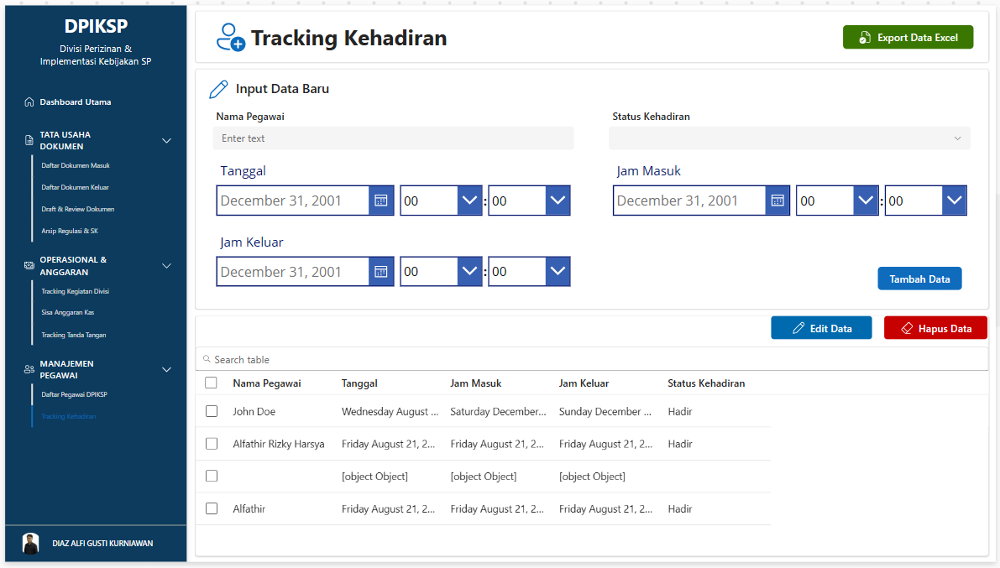 DPIKSP
Divisi Perizinan &
Implementasi Kebijakan SP
Dashboard Utama
TATA USAHA
DOKUMEN
Daftar Dokumen Masuk
Daftar Dokumen Keluar
Draft & Review Dokumen
Arsip Regulasi & SK
OPERASIONAL &
ANGGARAN
Tracking Kegiatan Divisi
Sisa Anggaran Kas
Tracking Tanda Tangan
MANAJEMEN
PEGAWAI
Daftar Pegawai DPIKSP
Tracking Kehadiran
DIAZ ALFI GUSTI KURNIAWAN
Tracking Kehadiran
Export Data Excel
Input Data Baru
Nama Pegawai Status Kehadiran
Enter text
Tanggal Jam Masuk
December 31, 2001 00 : 00 December 31, 2001 00 : 00
Jam Keluar
December 31, 2001 00 : 00
Tambah Data
Edit Data Hapus Data
Search table
Nama Pegawai Tanggal Jam Masuk Jam Keluar Status Kehadiran
John Doe Wednesday August ... Saturday December... Sunday December ... Hadir
Alfathir Rizky Harsya Friday August 21, 2... Friday August 21, 2... Friday August 21, 2... Hadir
[object Object] [object Object] [object Object]
Alfathir Friday August 21, 2... Friday August 21, 2... Friday August 21, 2... Hadir